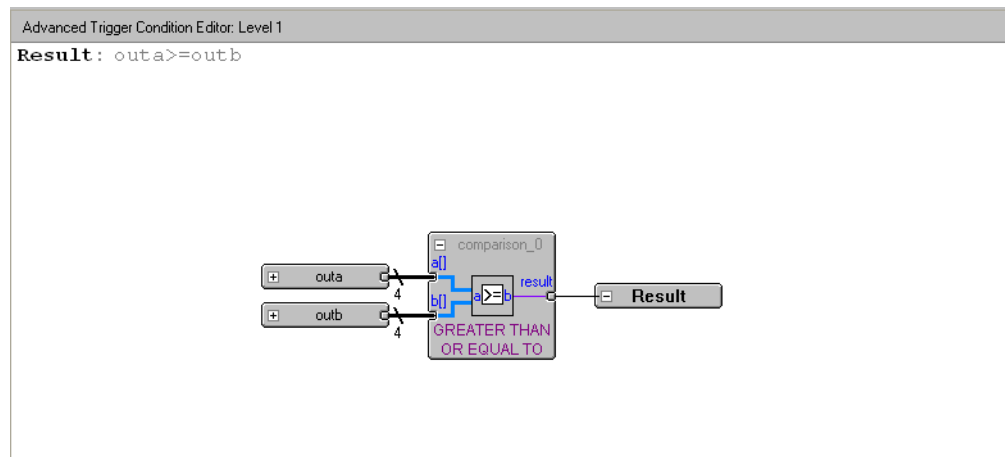 Advanced Trigger Condition Editor: Level 1
Result: outa>=outb
comparison_0
a[]
outa
4
result
a>=b
Result
b[]
outb
4
GREATER THAN
OR EQUAL TO